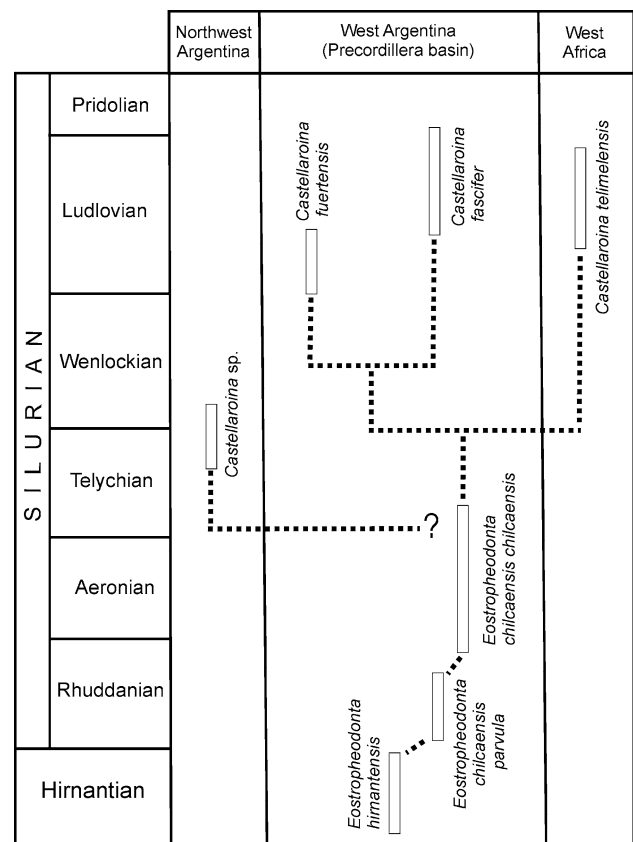 Northwest
Argentina
West Argentina
(Precordillera basin)
West
Africa
SILURIAN
Pridolian
Ludlovian
Wenlockian
Telychian
Aeronian
Rhuddanian
Hirnantian
Castellaroina
fuertensis
Castellaroina
fascifer
Castellaroina telimelensis
Castellaroina sp.
?
Eostropheodonta
chilcaensis chilcaensis
Eostropheodonta
chilcaensis
parvula
Eostropheodonta
hirnantensis